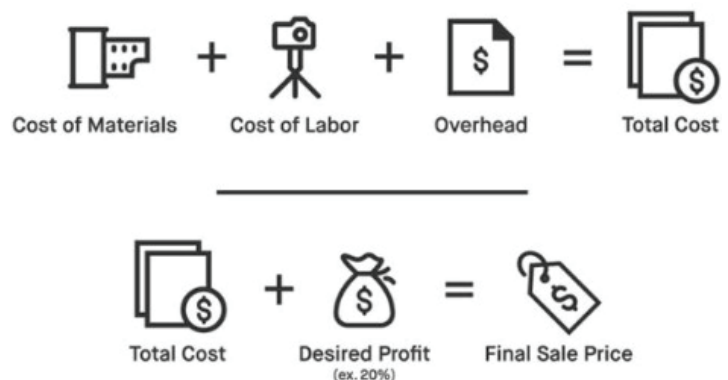 + + $ = $
Cost of Materials Cost of Labor Overhead Total Cost
$ + $ = $
Total Cost Desired Profit Final Sale Price
(ex. 20%)